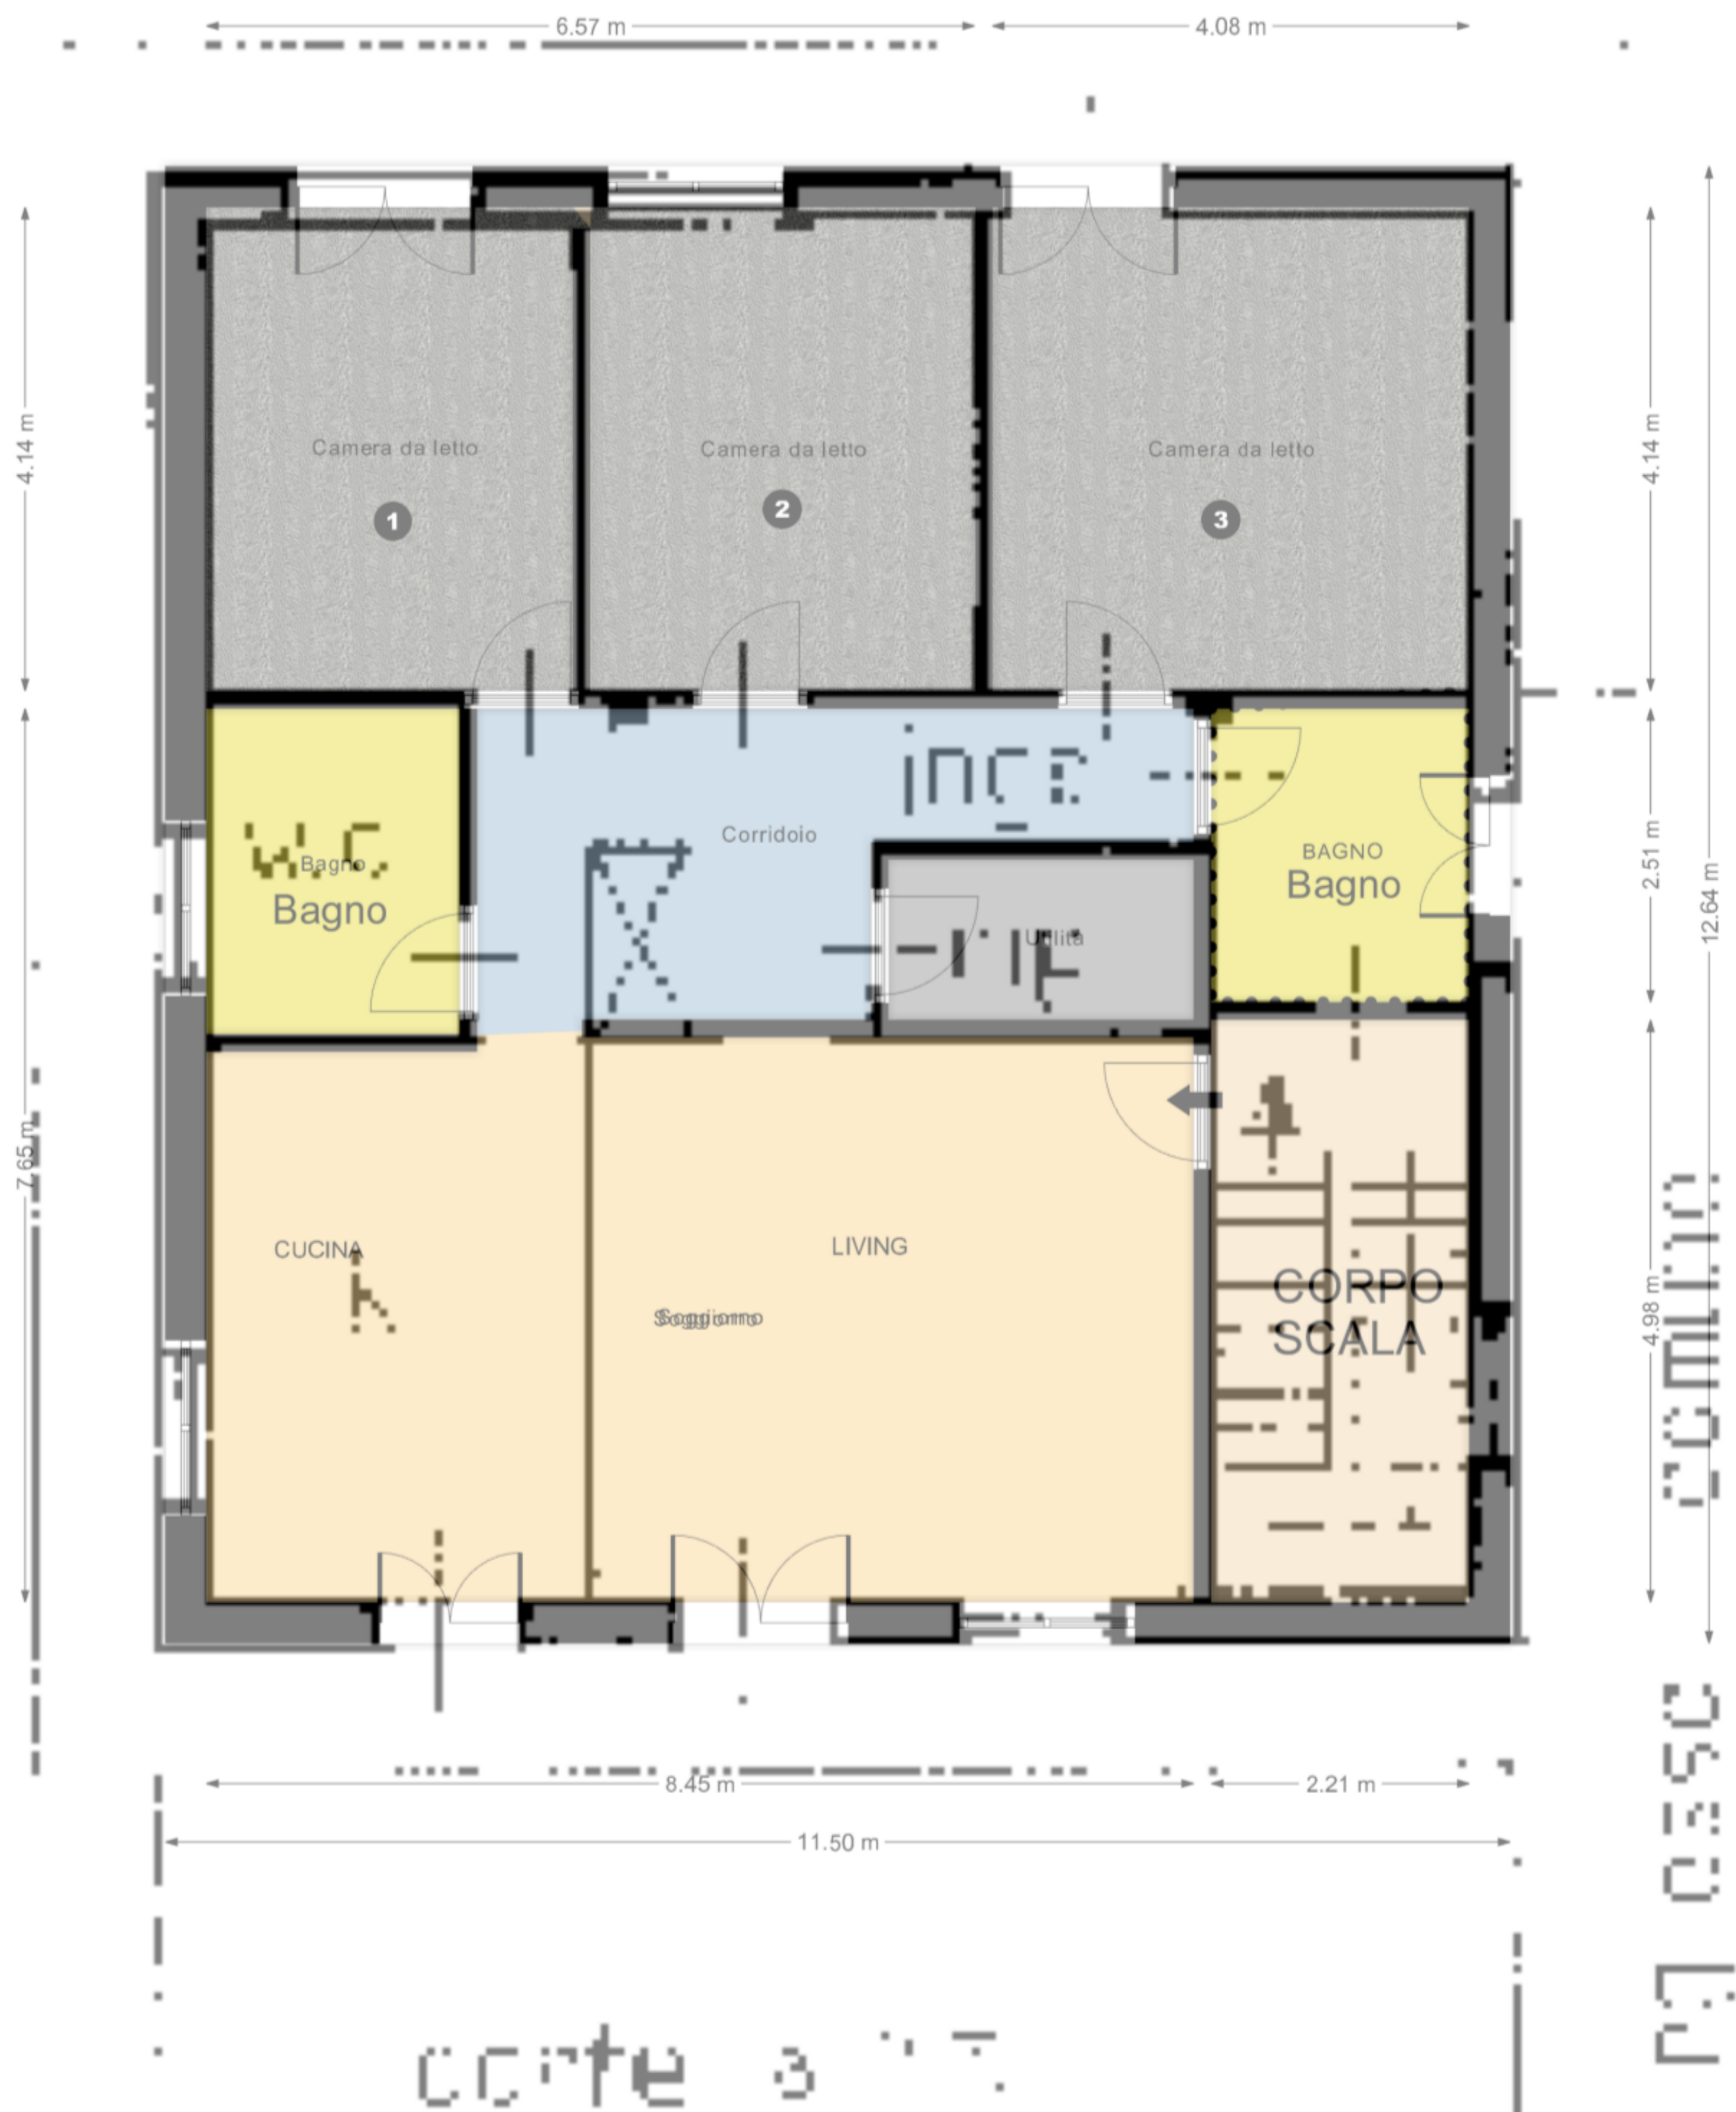 6.57 m
4.08 m
4.14 m
4.14 m
Camera da letto
Camera da letto
Camera da letto
1
2
3
ince
Corridoio
W.C.
Bagno
Bagno
BAGNO
Bagno
Utilità
2.51 m
12.64 m
7.65 m
CUCINA
k
LIVING
Soggiorno
CORPO
SCALA
4.98 m
8.45 m
2.21 m
11.50 m